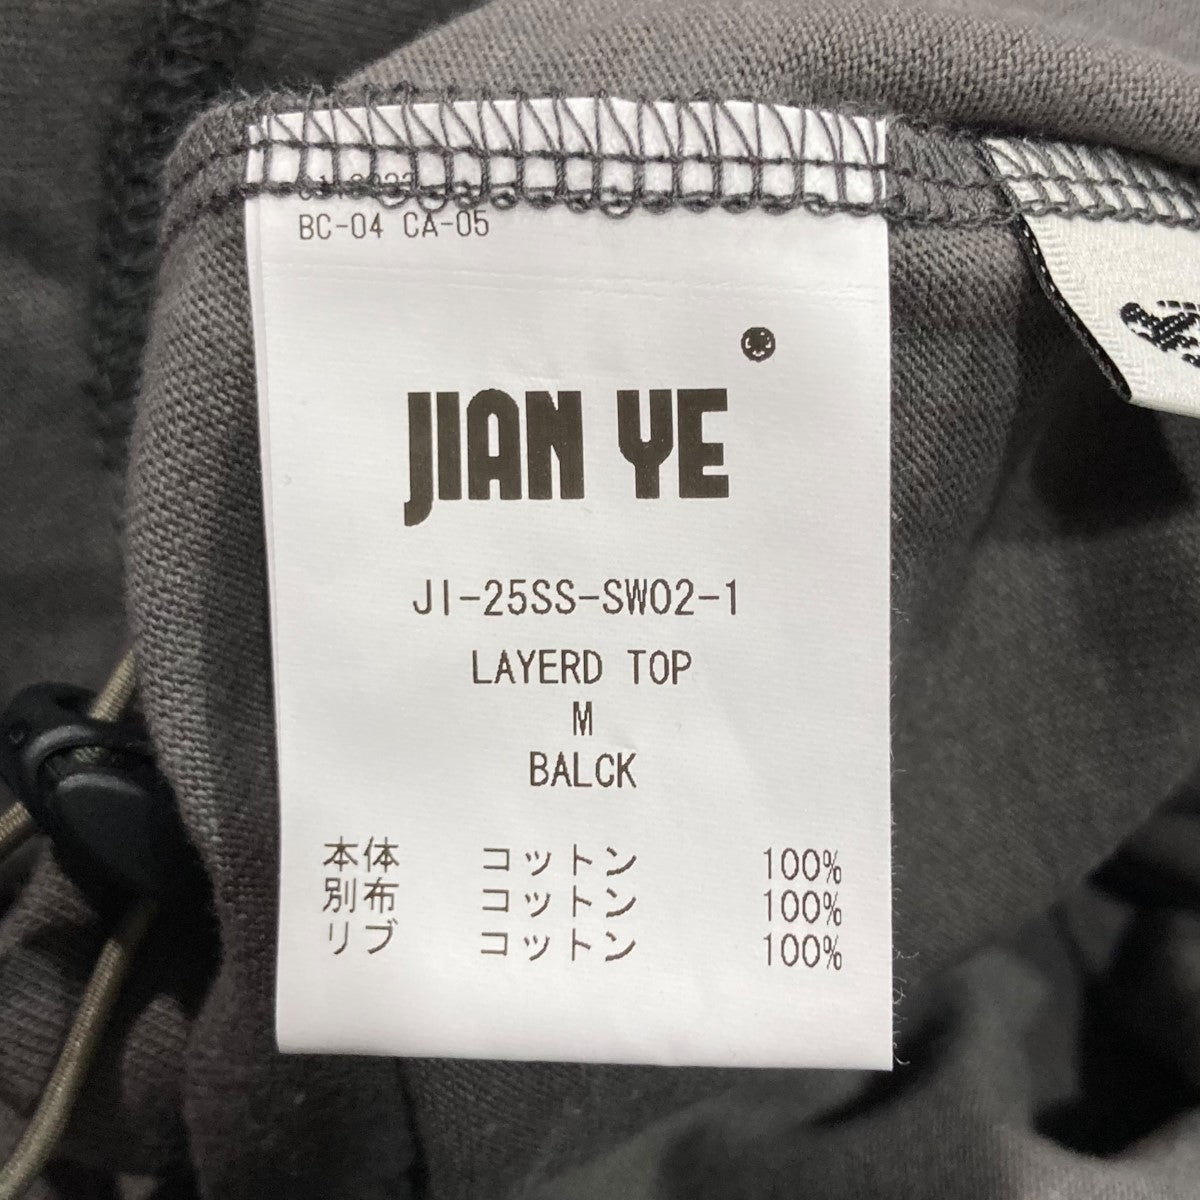 BC-04 CA-05
JIAN YE
JI-25SS-SW02-1
LAYERD TOP
M
BALCK
本体 コットン 100%
別布 コットン 100%
リブ コットン 100%